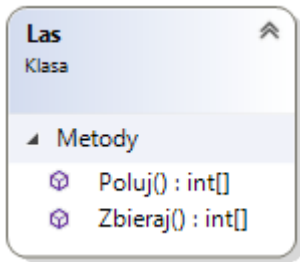 Las
Klasa
Metody
Poluj() : int[]
Zbieraj() : int[]